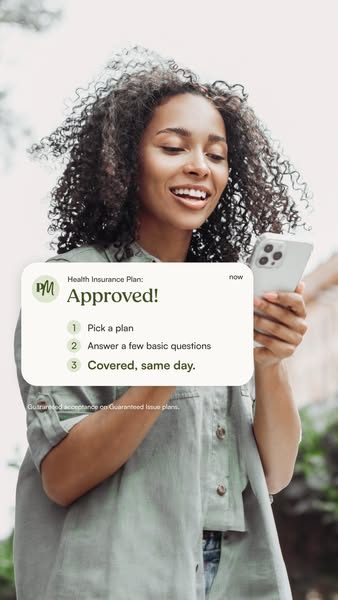 PM
Health Insurance Plan:
now
Approved!
1 Pick a plan
2 Answer a few basic questions
3 Covered, same day.
Guaranteed acceptance on Guaranteed Issue plans.